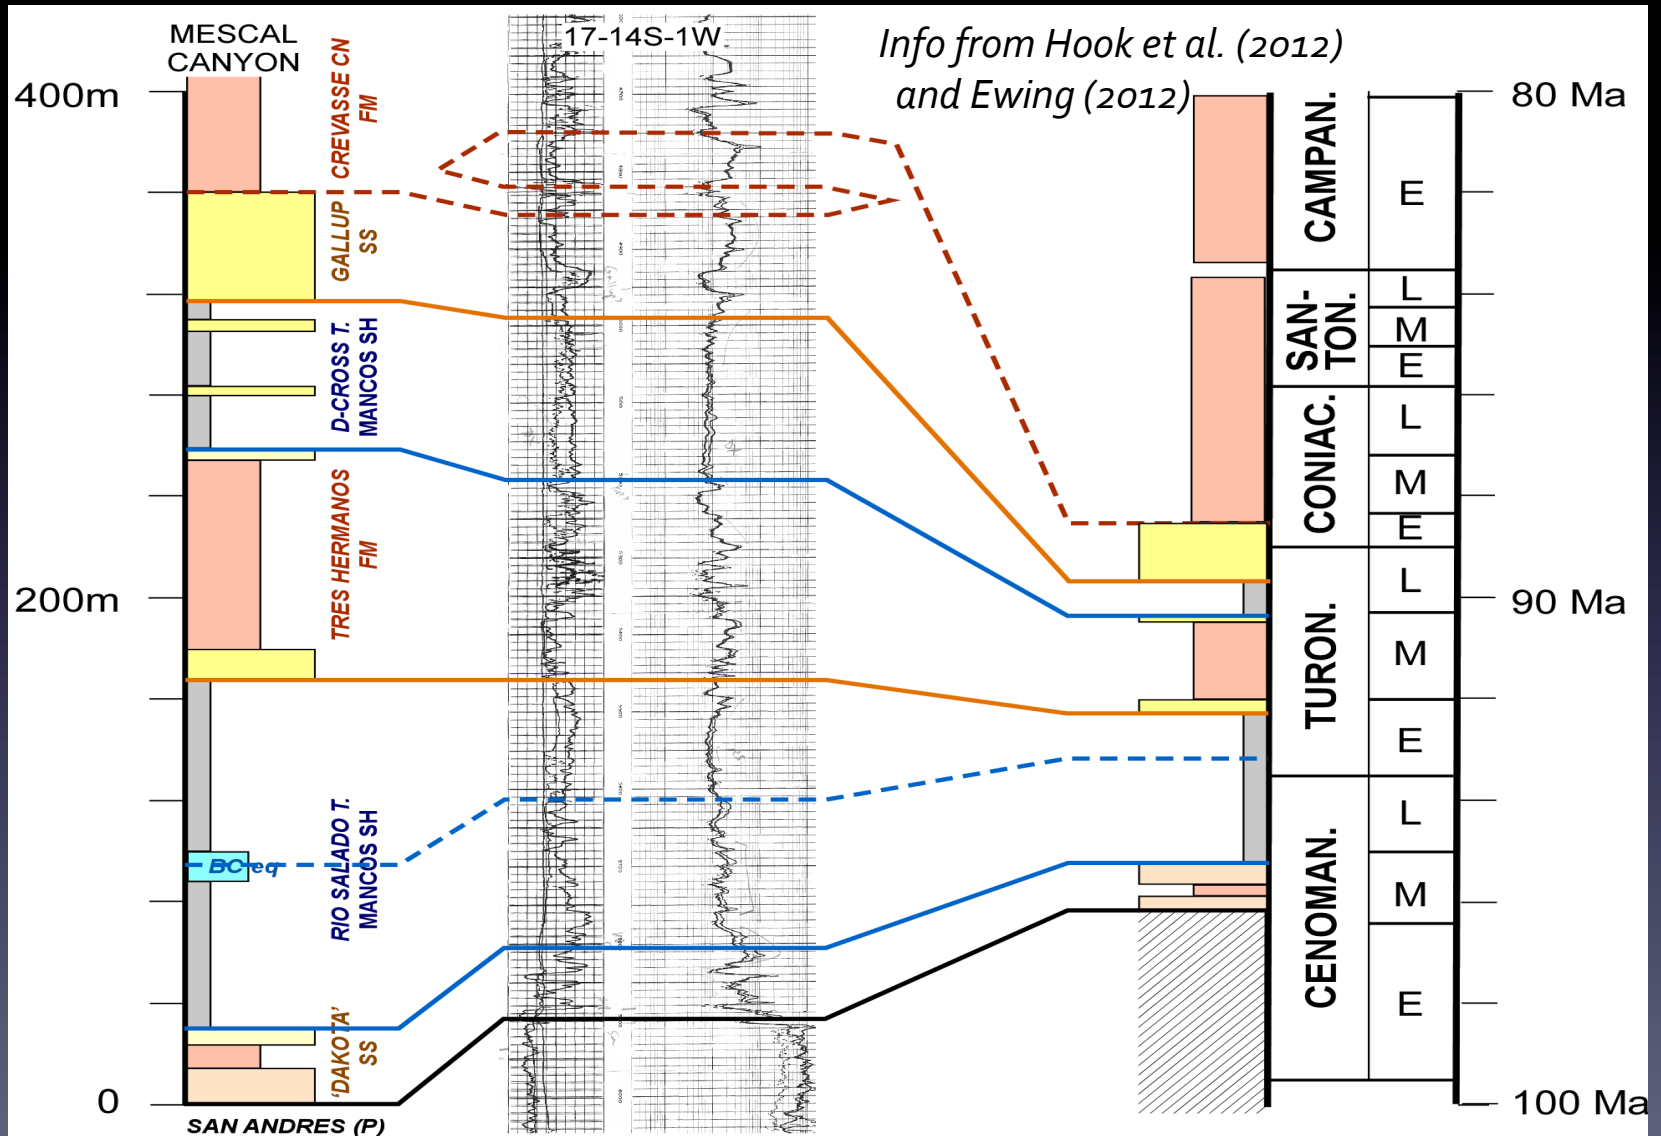 MESCAL
CANYON
17-14S-1W
Info from Hook et al. (2012)
and Ewing (2012)
400m
200m
0
CREVASSE CN
FM
GALLUP
SS
D-CROSS T.
MANCOS SH
TRES HERMANOS
FM
RIO SALADO T.
MANCOS SH
BC eq
'DAKOTA'
SS
SAN ANDRES (P)
CAMPAN.
E
SAN-
TON.
L
M
E
CONIAC.
L
M
E
TURON.
L
M
E
CENOMAN.
L
M
E
80 Ma
90 Ma
100 Ma